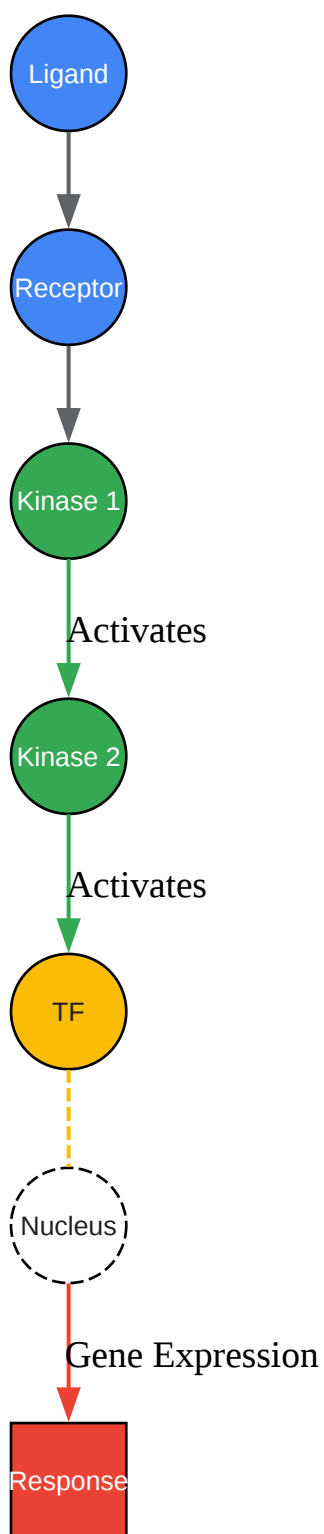 Ligand
Receptor
Kinase 1
Activates
Kinase 2
Activates
TF
Nucleus
Gene Expression
Response